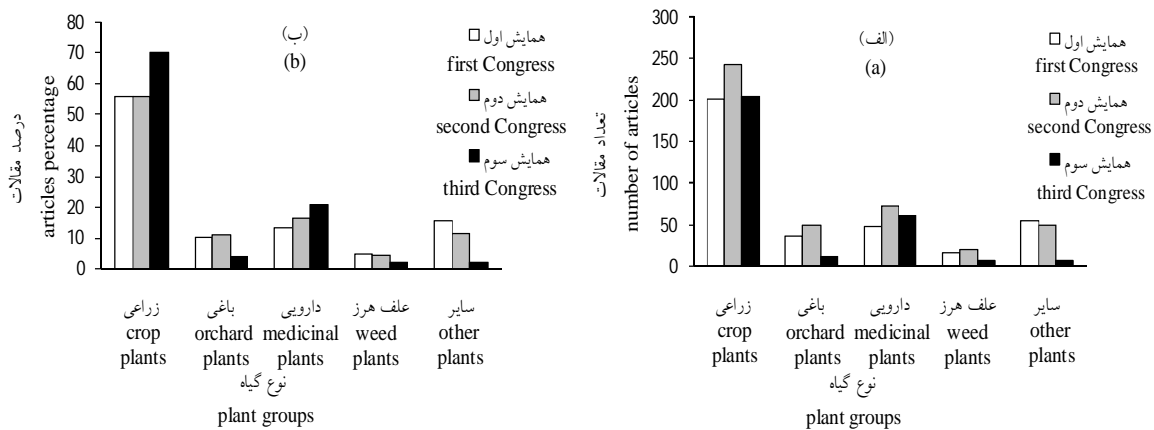 (ب)
(b)
همایش اول
first Congress
همایش دوم
second Congress
همایش سوم
third Congress
درصد مقالات
articles percentage
80
70
60
50
40
30
20
10
0
زراعی
crop
plants
باغی
orchard
plants
دارویی
medicinal
plants
علف هرز
weed
plants
سایر
other
plants
نوع گیاه
plant groups
(الف)
(a)
همایش اول
first Congress
همایش دوم
second Congress
همایش سوم
third Congress
تعداد مقالات
number of articles
300
250
200
150
100
50
0
زراعی
crop
plants
باغی
orchard
plants
دارویی
medicinal
plants
علف هرز
weed
plants
سایر
other
plants
نوع گیاه
plant groups